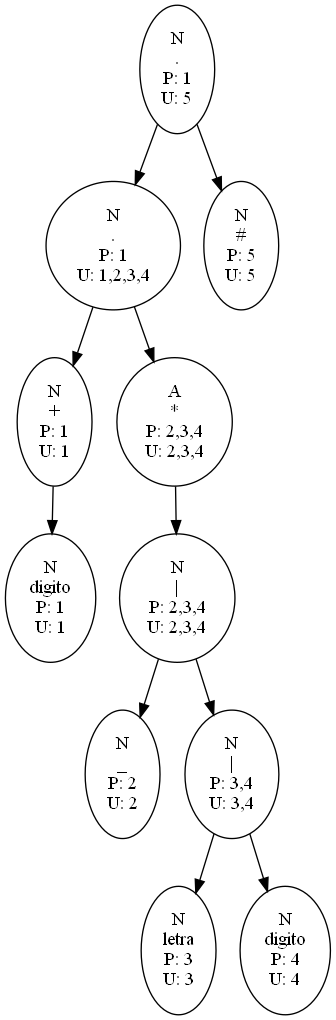 N
.
P: 1
U: 5
N
.
P: 1
U: 1,2,3,4
N
#
P: 5
U: 5
N
+
P: 1
U: 1
A
*
P: 2,3,4
U: 2,3,4
N
digito
P: 1
U: 1
N
|
P: 2,3,4
U: 2,3,4
N
_
P: 2
U: 2
N
|
P: 3,4
U: 3,4
N
letra
P: 3
U: 3
N
digito
P: 4
U: 4